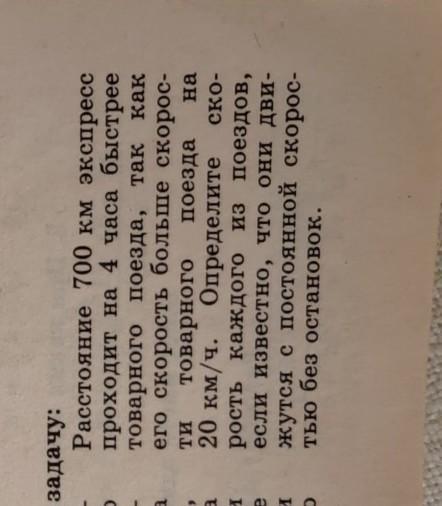 задачу:
Расстояние 700 км экспресс
проходит на 4 часа быстрее
товарного поезда, так как
его скорость больше скорос-
ти товарного поезда на
20 км/ч. Определите ско-
рость каждого из поездов,
если известно, что они дви-
жутся с постоянной скорос-
тью без остановок.